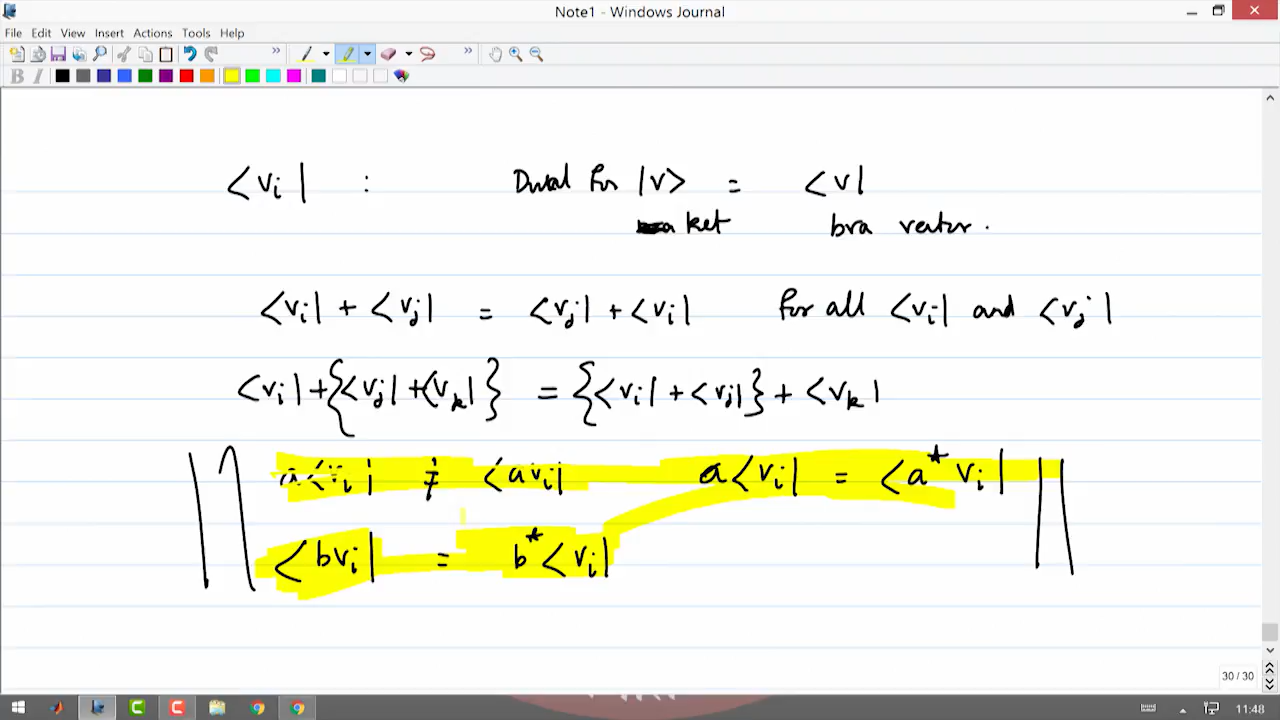 Note1 - Windows Journal
File Edit View Insert Actions Tools Help
<vi| : Dual for |v> = <v|
ket bra vector.
<vi| + <vj| = <vj| + <vi| for all <vi| and <vj|
<vi| + {<vj| + <vk|} = {<vi| + <vj|} + <vk|
a<vi| ≠ <avi| a<vi| = <a* vi|
<bvi| = b* <vi|
30 / 30
11:48